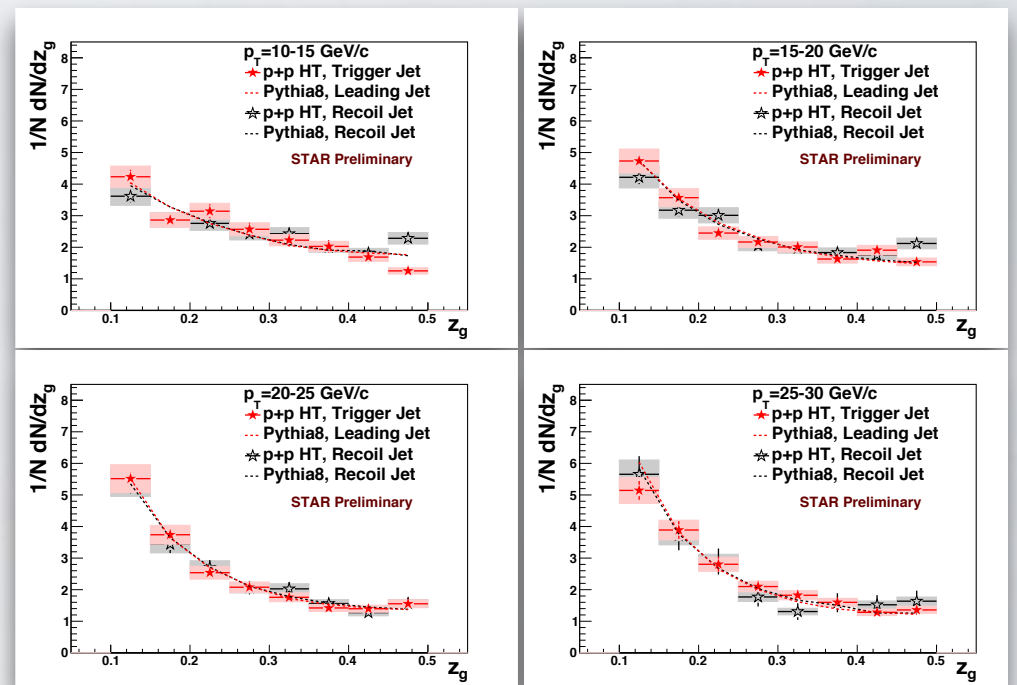 p_T=10-15 GeV/c
p+p HT, Trigger Jet
Pythia8, Leading Jet
p+p HT, Recoil Jet
Pythia8, Recoil Jet
STAR Preliminary
1/N dN/dz_g
8
7
6
5
4
3
2
1
0
0.1 0.2 0.3 0.4 0.5
z_g
p_T=15-20 GeV/c
p+p HT, Trigger Jet
Pythia8, Leading Jet
p+p HT, Recoil Jet
Pythia8, Recoil Jet
STAR Preliminary
1/N dN/dz_g
8
7
6
5
4
3
2
1
0
0.1 0.2 0.3 0.4 0.5
z_g
p_T=20-25 GeV/c
p+p HT, Trigger Jet
Pythia8, Leading Jet
p+p HT, Recoil Jet
Pythia8, Recoil Jet
STAR Preliminary
1/N dN/dz_g
8
7
6
5
4
3
2
1
0
0.1 0.2 0.3 0.4 0.5
z_g
p_T=25-30 GeV/c
p+p HT, Trigger Jet
Pythia8, Leading Jet
p+p HT, Recoil Jet
Pythia8, Recoil Jet
STAR Preliminary
1/N dN/dz_g
8
7
6
5
4
3
2
1
0
0.1 0.2 0.3 0.4 0.5
z_g